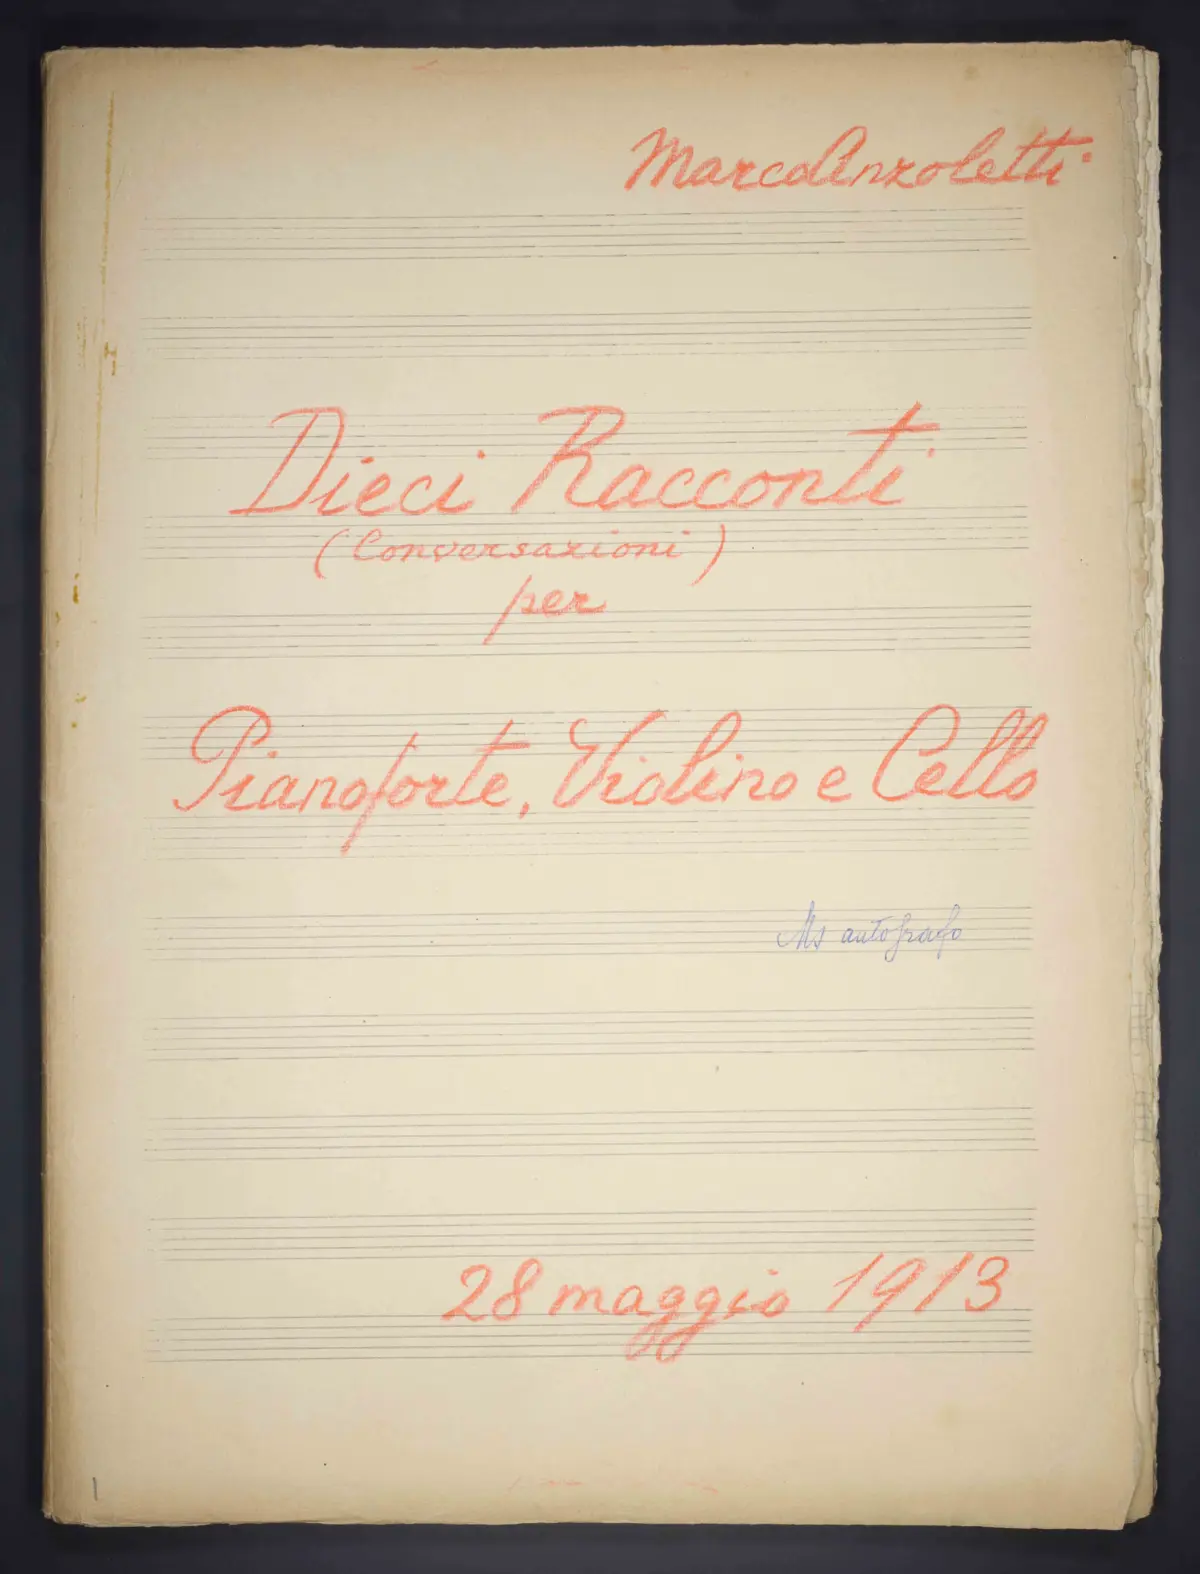 Marco Anzoletti
Dieci Racconti
(Conversazioni)
per
Pianoforte, Violino e Cello
Ms autografo
28 maggio 1913